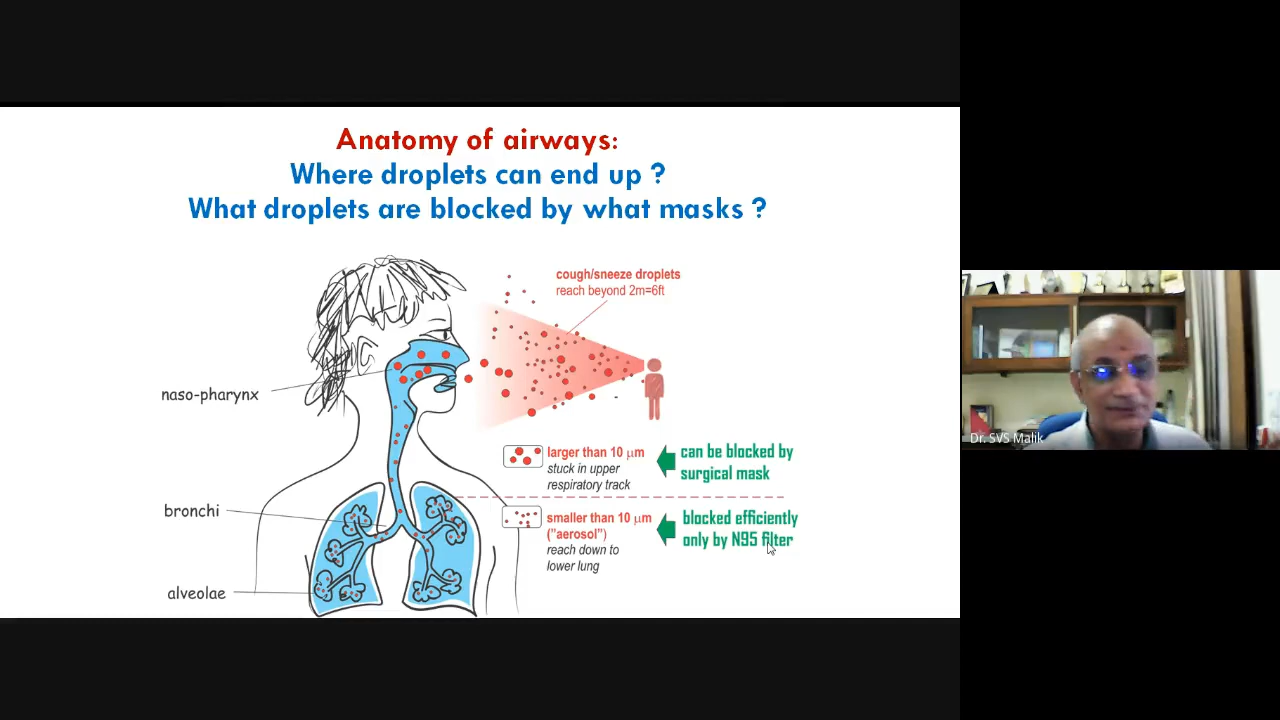 Anatomy of airways:
Where droplets can end up ?
What droplets are blocked by what masks ?
cough/sneeze droplets
reach beyond 2m=6ft
naso-pharynx
larger than 10 μm
stuck in upper
respiratory track
can be blocked by
surgical mask
bronchi
smaller than 10 μm
("aerosol")
reach down to
lower lung
blocked efficiently
only by N95 filter
alveolae
Dr. SVS Malik